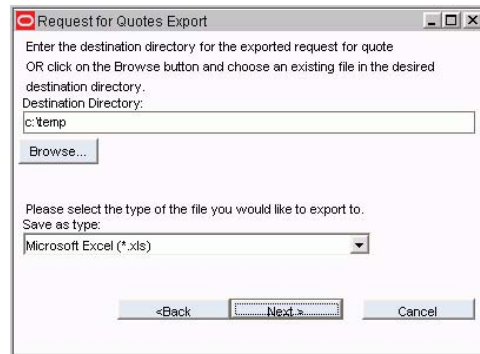 Request for Quotes Export
Enter the destination directory for the exported request for quote
OR click on the Browse button and choose an existing file in the desired
destination directory.
Destination Directory:
c:\temp
Browse...
Please select the type of the file you would like to export to.
Save as type:
Microsoft Excel (*.xls)
<Back Next > Cancel